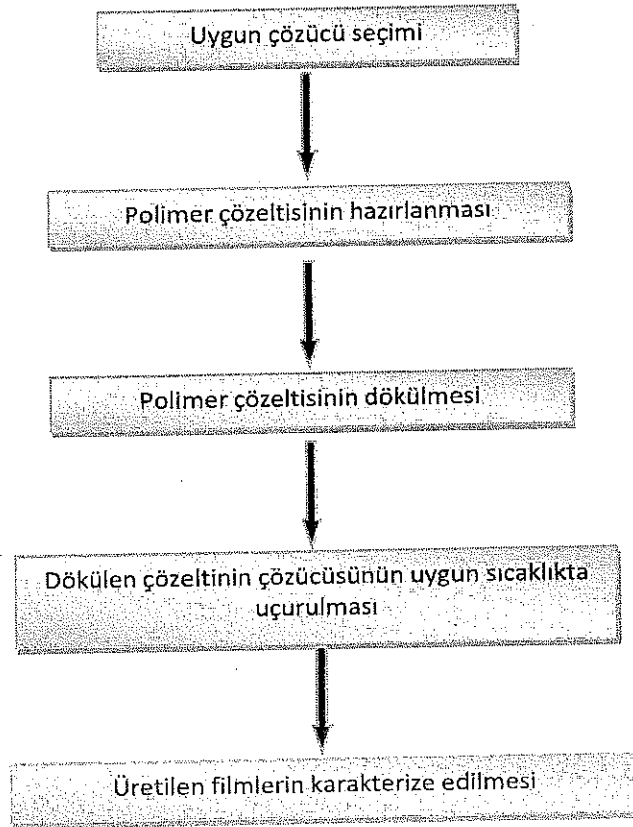 Uygun çözücü seçimi
Polimer çözeltisinin hazırlanması
Polimer çözeltisinin dökülmesi
Dökülen çözeltinin çözücüsünün uygun sıcaklıkta
uçurulması
Üretilen filmlerin karakterize edilmesi